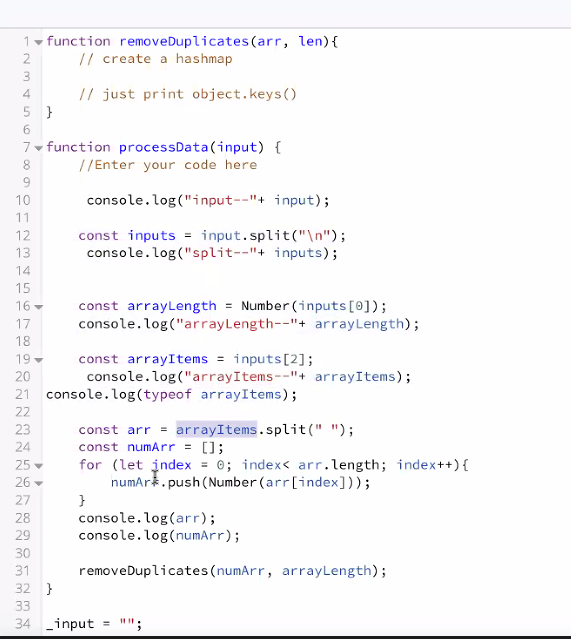 1 function removeDuplicates(arr, len){
2 // create a hashmap
3
4 // just print object.keys()
5 }
6
7 function processData(input) {
8 //Enter your code here
9
10 console.log("input--"+ input);
11
12 const inputs = input.split("\n");
13 console.log("split--"+ inputs);
14
15
16 const arrayLength = Number(inputs[0]);
17 console.log("arrayLength--"+ arrayLength);
18
19 const arrayItems = inputs[2];
20 console.log("arrayItems--"+ arrayItems);
21 console.log(typeof arrayItems);
22
23 const arr = arrayItems.split(" ");
24 const numArr = [];
25 for (let index = 0; index< arr.length; index++){
26 numArr.push(Number(arr[index]));
27 }
28 console.log(arr);
29 console.log(numArr);
30
31 removeDuplicates(numArr, arrayLength);
32 }
33
34 _input = "";